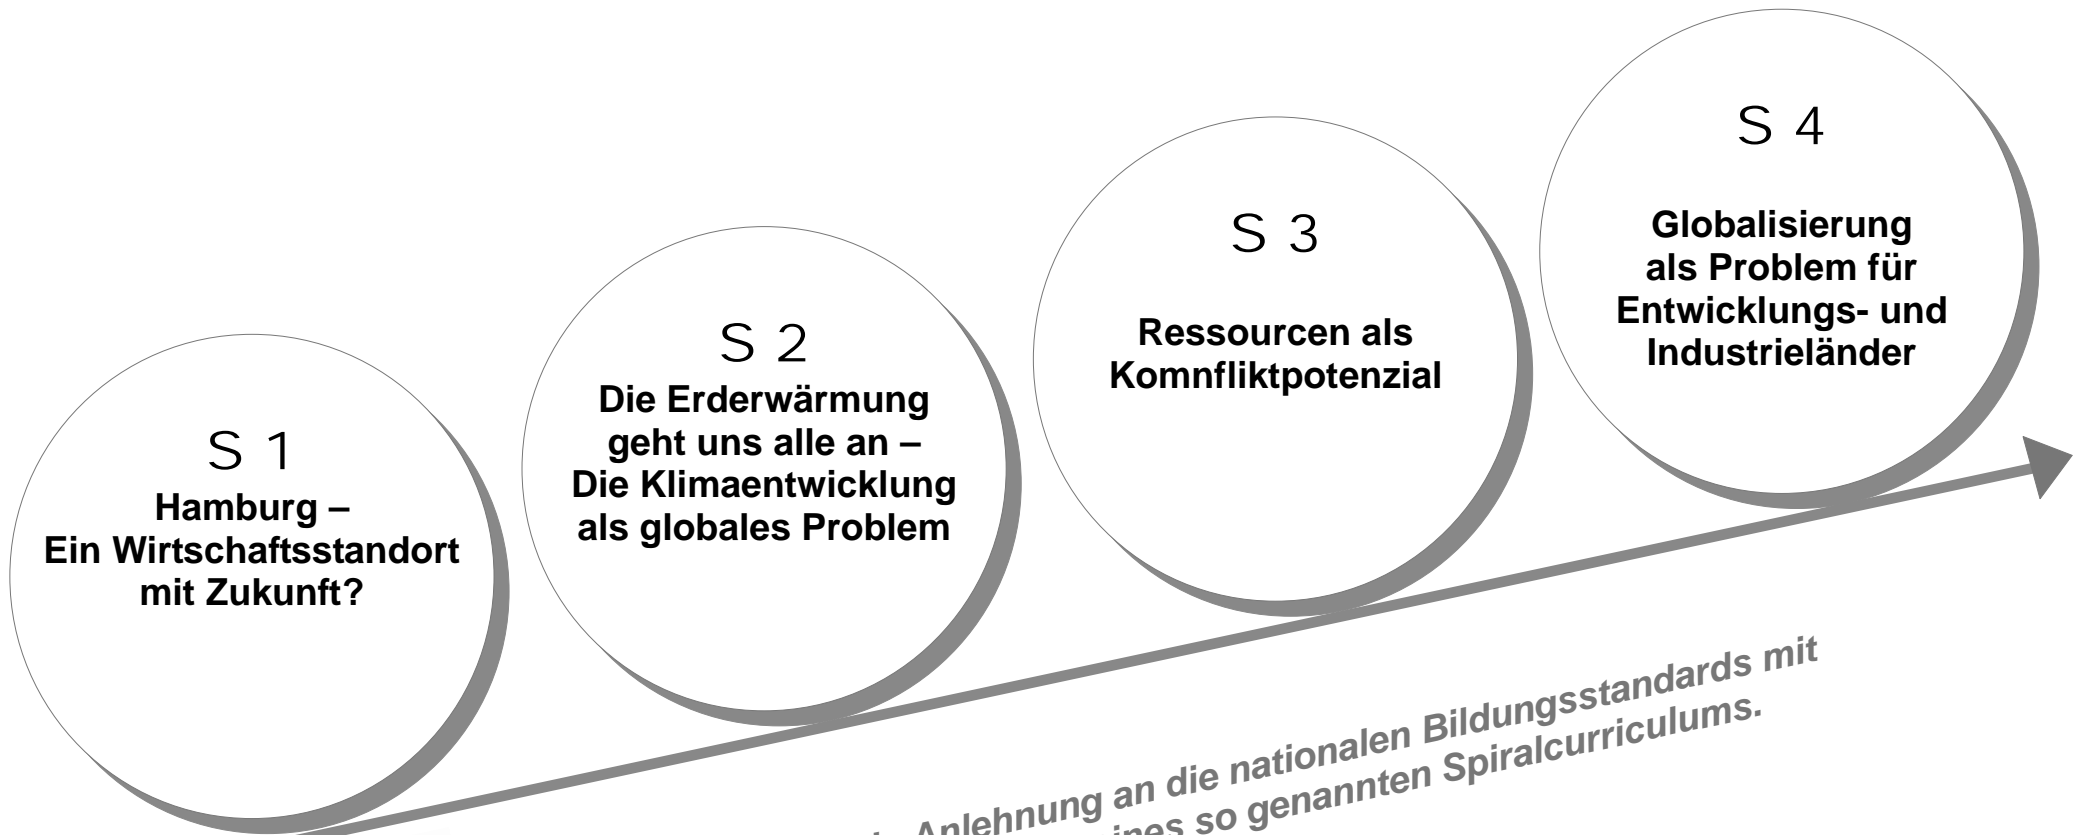 S 1
Hamburg –
Ein Wirtschaftsstandort
mit Zukunft?
S 2
Die Erderwärmung
geht uns alle an –
Die Klimaentwicklung
als globales Problem
S 3
Ressourcen als
Komnfliktpotenzial
S 4
Globalisierung
als Problem für
Entwicklungs- und
Industrieländer
Anlehnung an die nationalen Bildungsstandards mit
so genannten Spiralcurriculums.